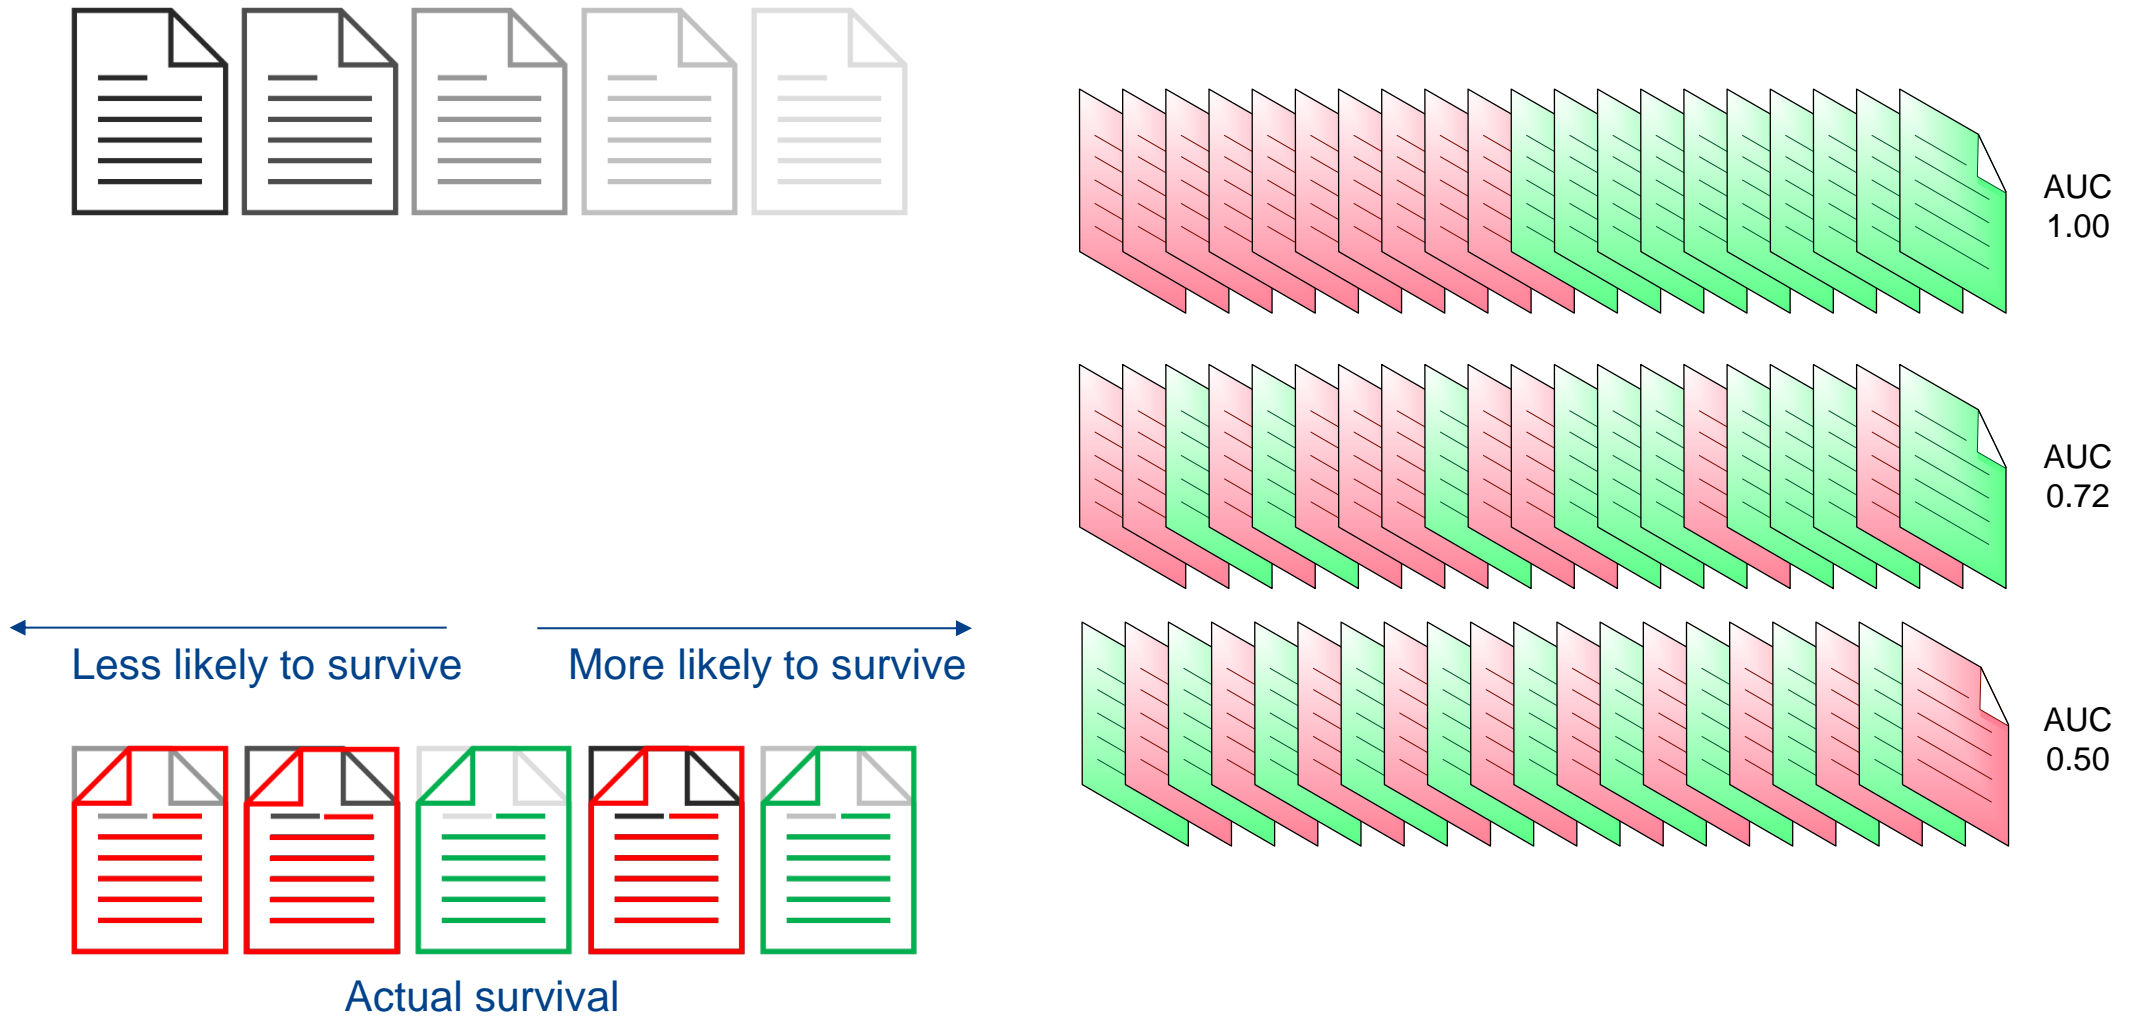 AUC
1.00
AUC
0.72
Less likely to survive
More likely to survive
AUC
0.50
Actual survival